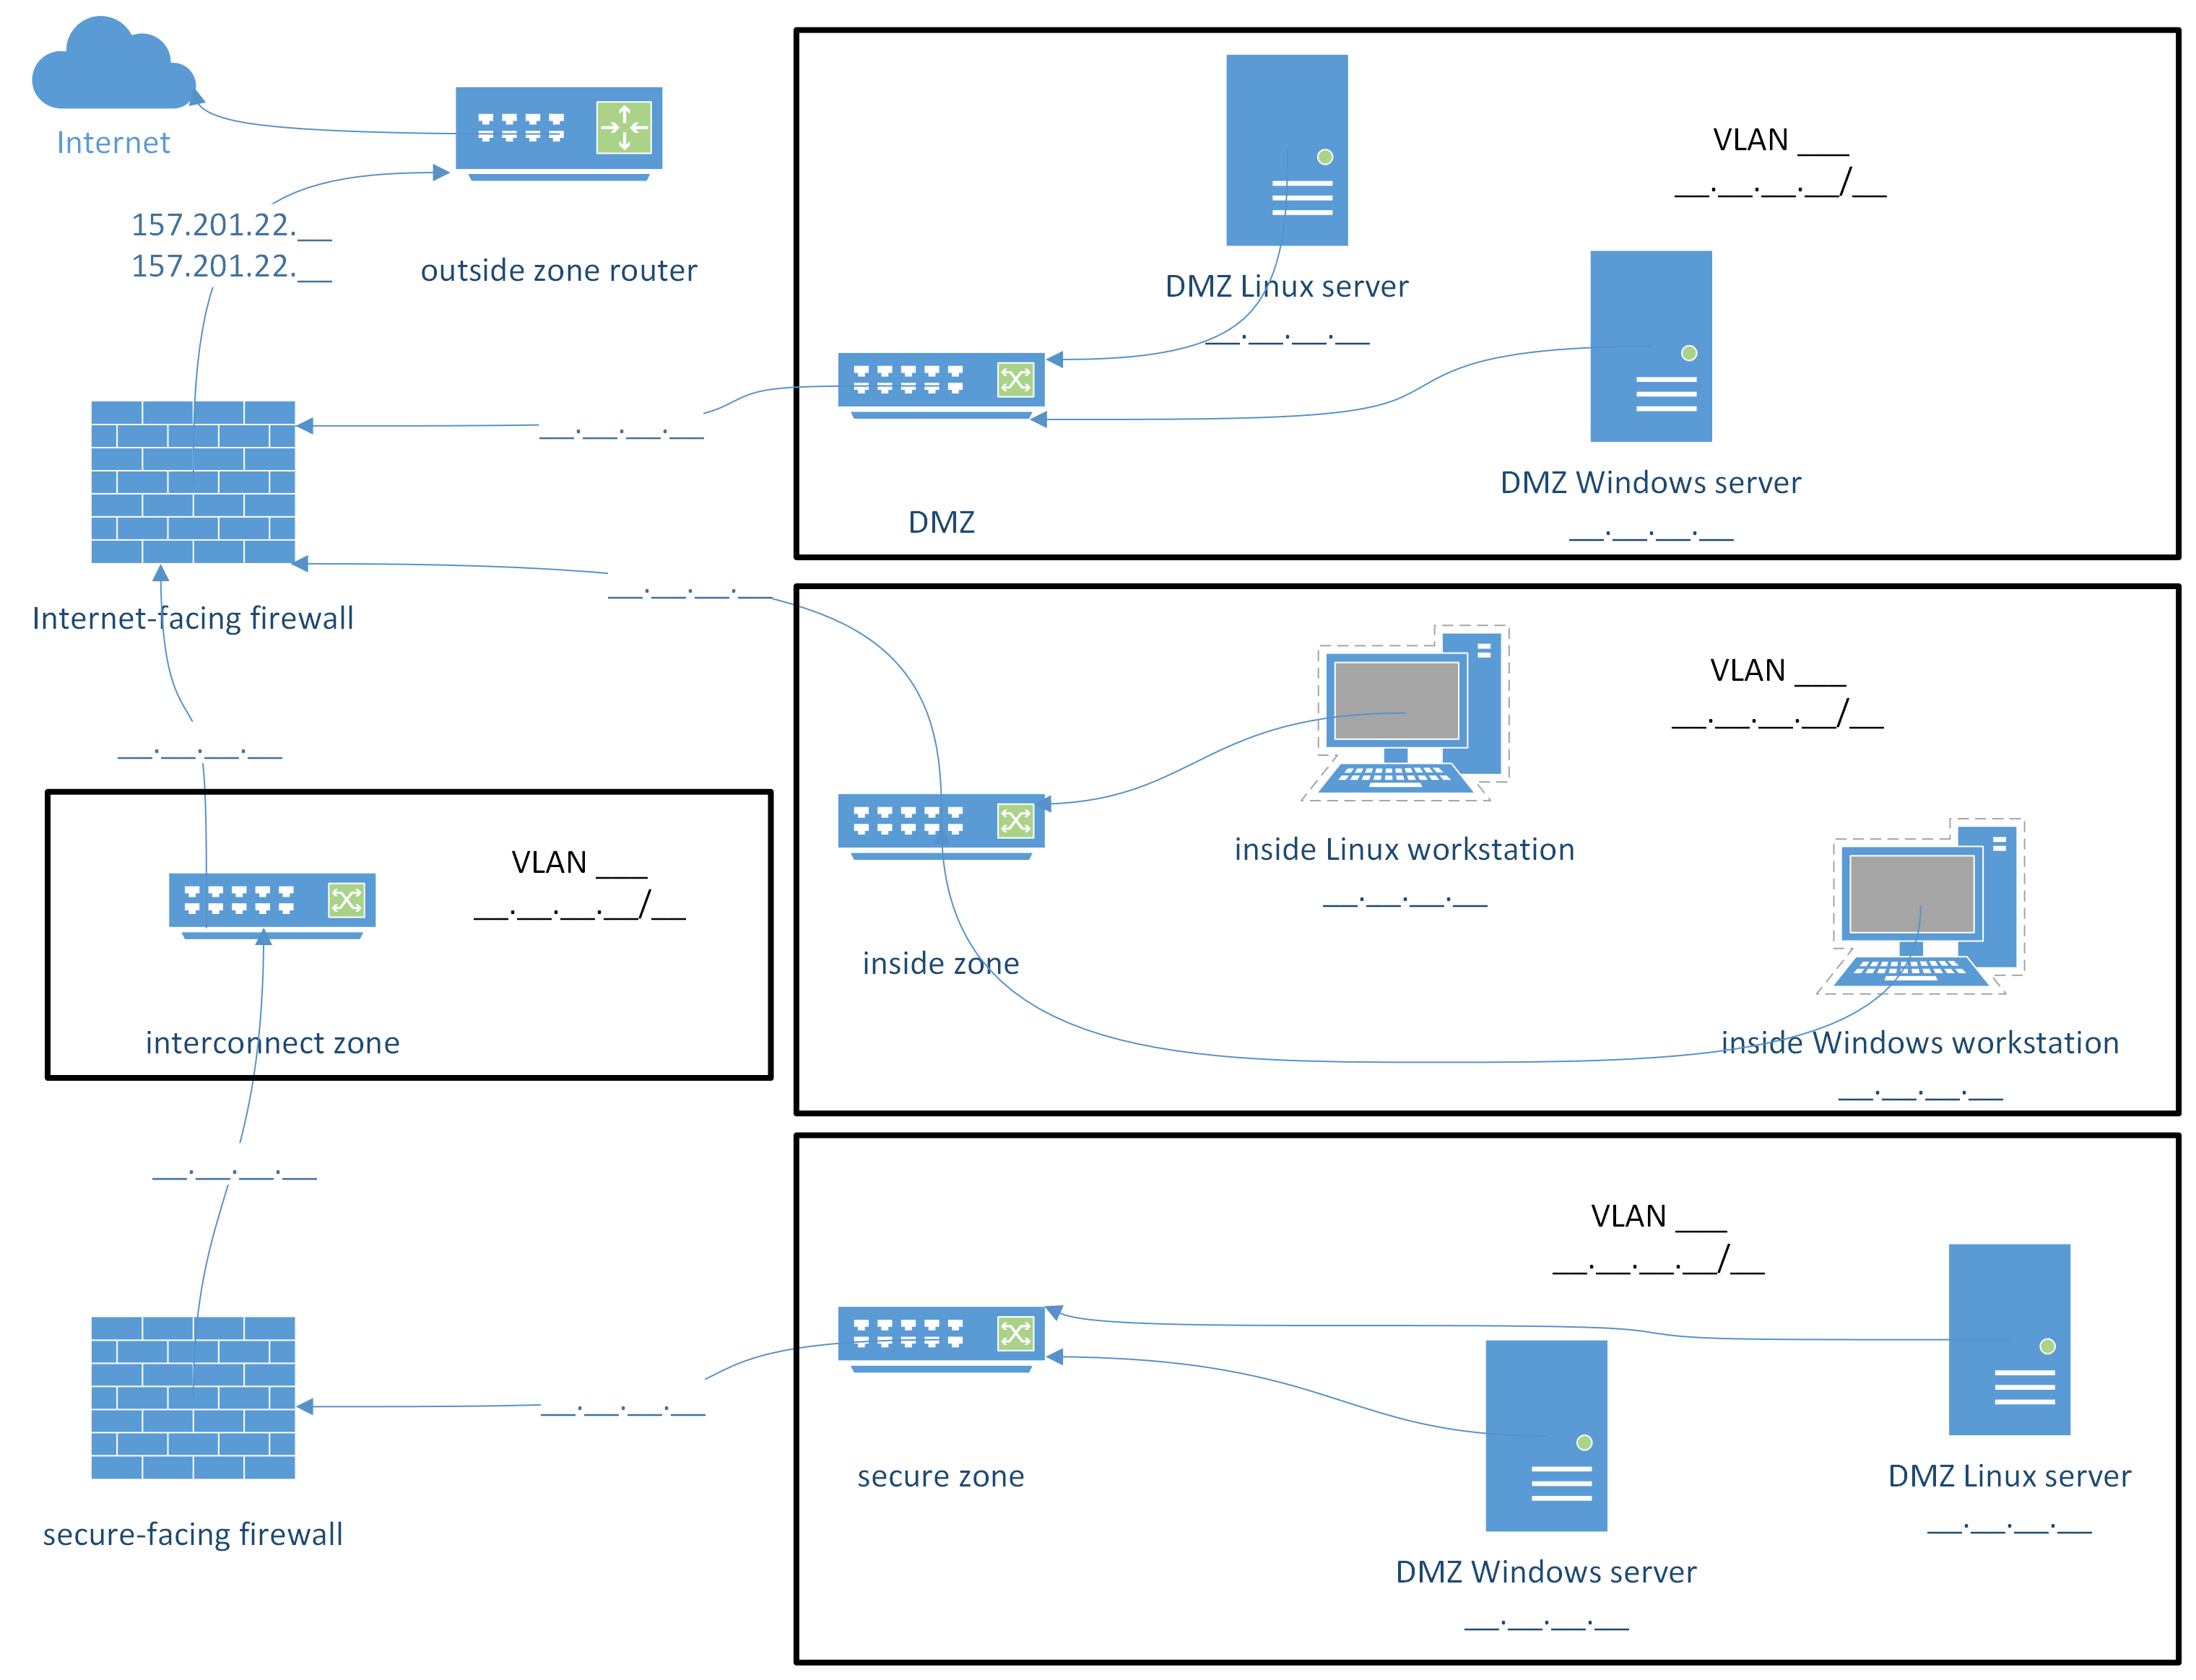 Internet
157.201.22.__
157.201.22.__
outside zone router
Internet-facing firewall
__.__.__.__
__.__.__.__
__.__.__.__
DMZ Linux server
__.__.__.__
VLAN ___
__.__.__.__/__
DMZ Windows server
__.__.__.__
DMZ
inside Linux workstation
__.__.__.__
VLAN ___
__.__.__.__/__
inside zone
inside Windows workstation
__.__.__.__
VLAN ___
__.__.__.__/__
interconnect zone
__.__.__.__
secure-facing firewall
__.__.__.__
VLAN ___
__.__.__.__/__
secure zone
DMZ Linux server
__.__.__.__
DMZ Windows server
__.__.__.__